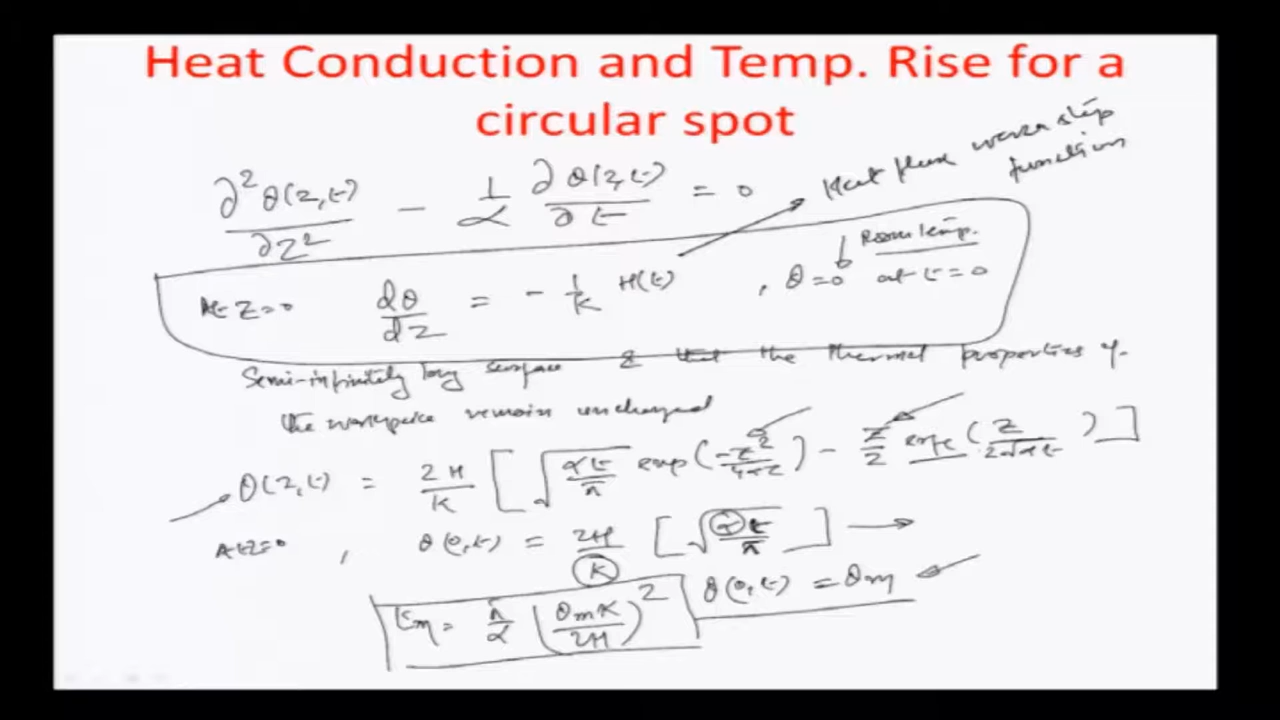 Heat Conduction and Temp. Rise for a
circular spot
∂²θ(z,t)/∂z² − 1/α ∂θ(z,t)/∂t = 0
Heat flux over step
function
At z=0 dθ/dz = − 1/k H(t) , θ=0 at t=0
Room temp.
Semi-infinitely long surface & that the thermal properties of
the workpiece remain unchanged
θ(z,t) = 2H/k [ √(αt/π) exp(−z²/4αt) − z/2 erfc(z/2√αt) ]
At z=0 , θ(0,t) = 2H/k [ √(αt/π) ]
θ(0,t) = θm
tm = π/α (θm k/2H)²